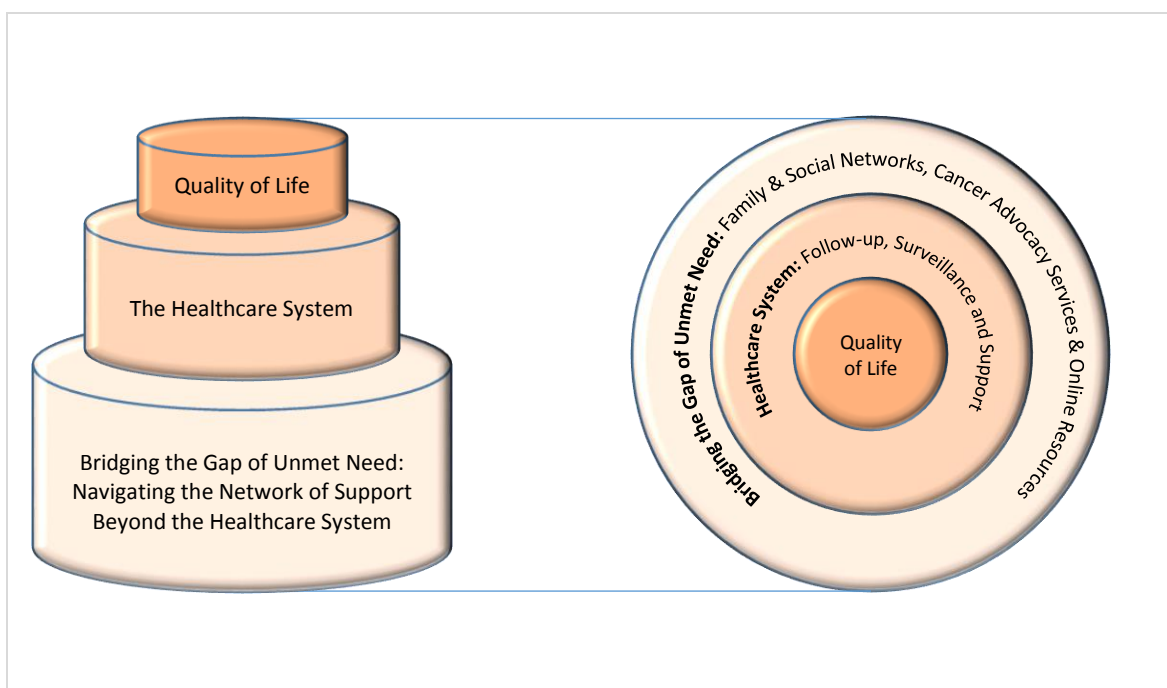 Quality of Life
The Healthcare System
Bridging the Gap of Unmet Need:
Navigating the Network of Support
Beyond the Healthcare System
Bridging the Gap of Unmet Need: Family & Social Networks, Cancer Advocacy Services & Online Resources
Healthcare System: Follow-up, Surveillance and Support
Quality
of Life